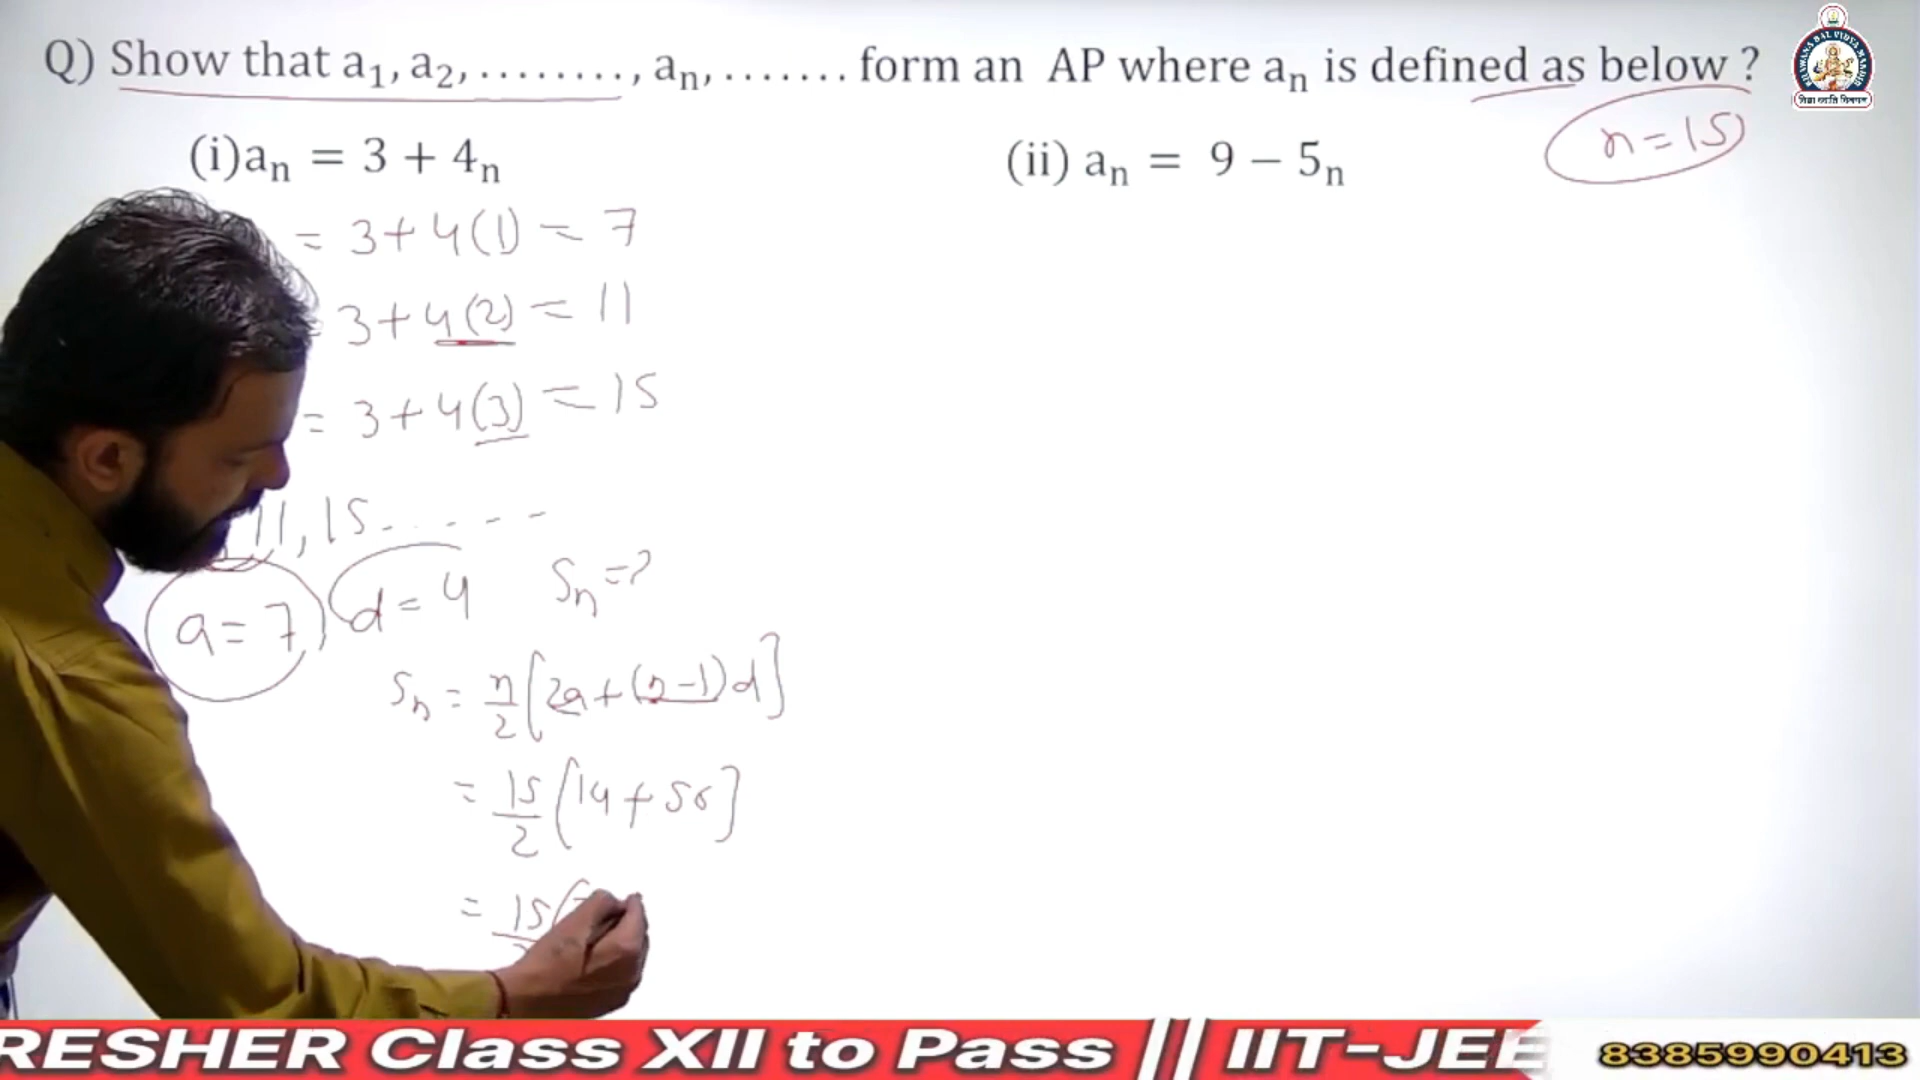 Q) Show that a₁, a₂, ........., aₙ, ....... form an AP where aₙ is defined as below ?
n = 15
(i) aₙ = 3 + 4ₙ
(ii) aₙ = 9 − 5ₙ
= 3 + 4(1) = 7
3 + 4(2) = 11
= 3 + 4(3) = 15
11, 15.......
a = 7, d = 4 Sₙ = ?
Sₙ = n/2 [2a + (n-1)d]
= 15/2 [14 + 56]
= 15
RESHER Class XII to Pass || IIT-JEE
8385990413